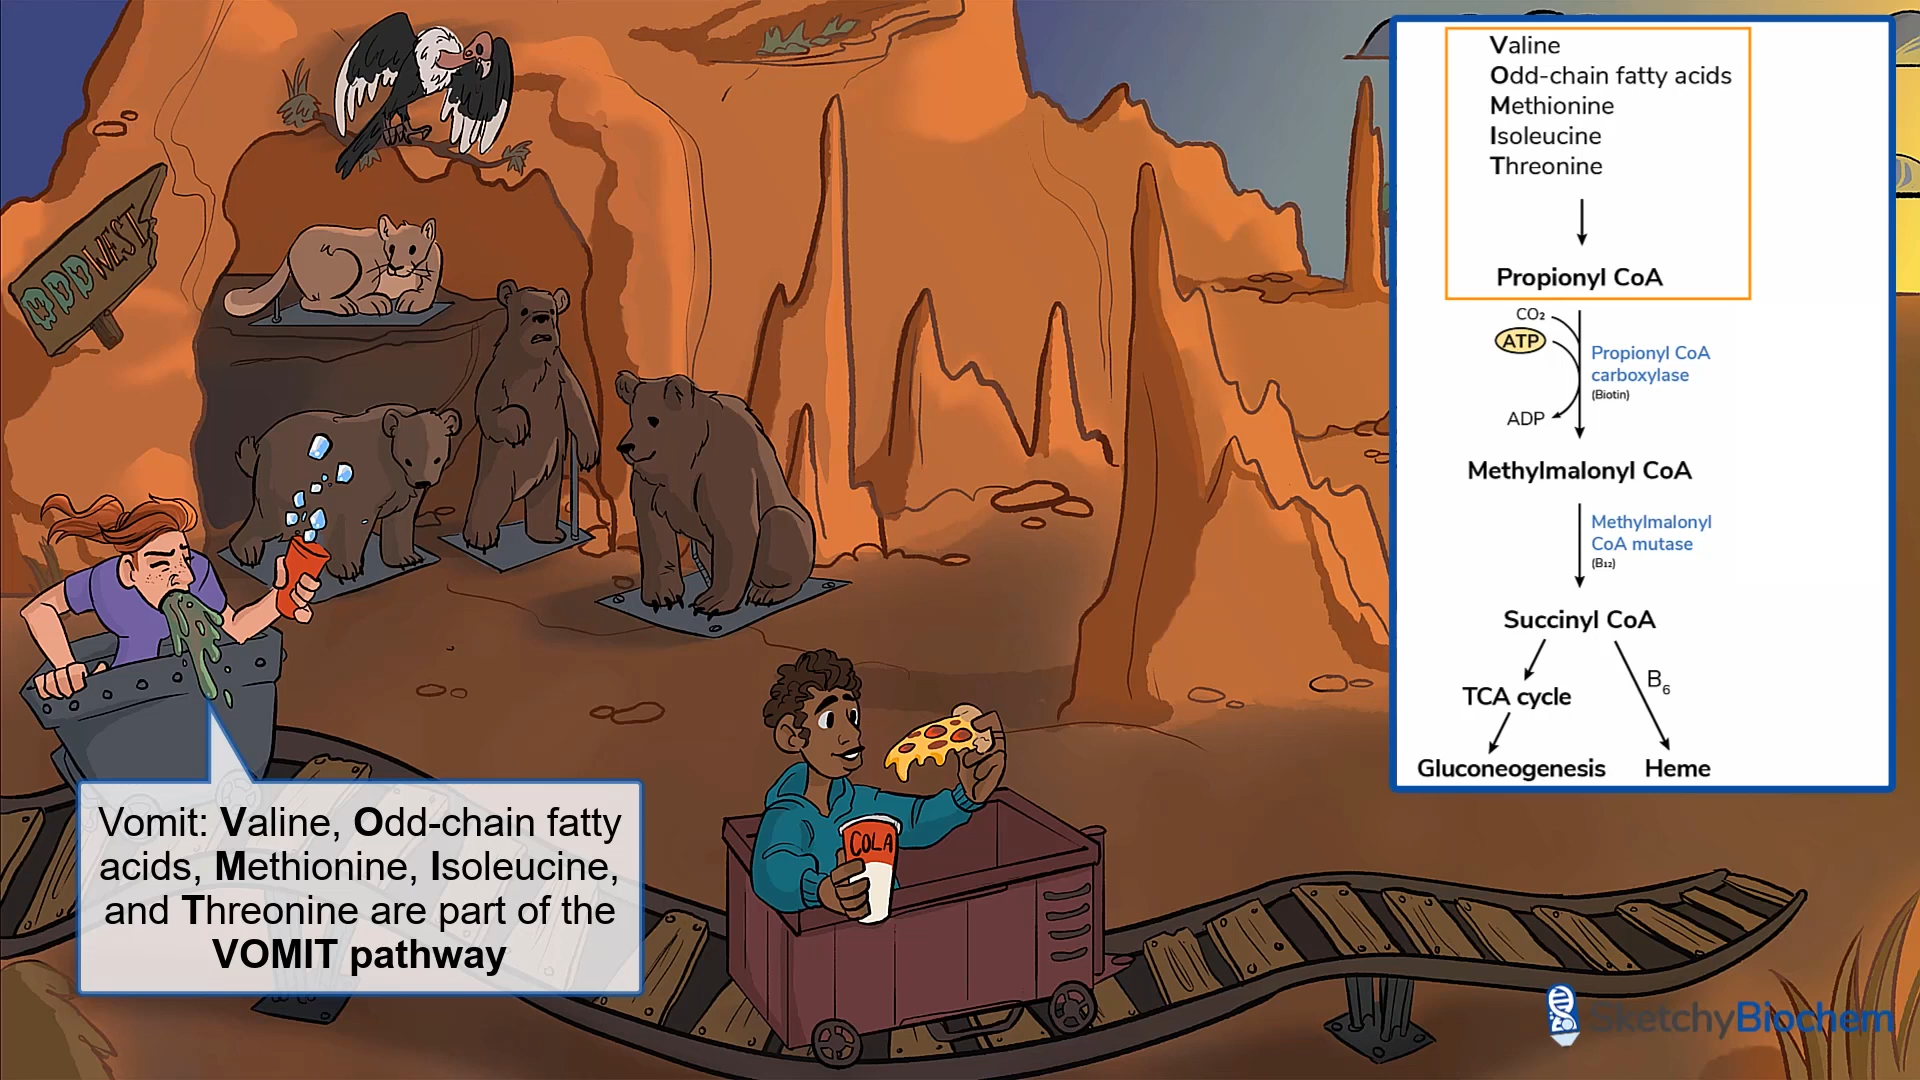 ODD WEST
Valine
Odd-chain fatty acids
Methionine
Isoleucine
Threonine
Propionyl CoA
CO₂
ATP
ADP
Propionyl CoA
carboxylase
(Biotin)
Methylmalonyl CoA
Methylmalonyl
CoA mutase
(B₁₂)
Succinyl CoA
TCA cycle
B₆
Gluconeogenesis
Heme
COLA
Vomit: Valine, Odd-chain fatty
acids, Methionine, Isoleucine,
and Threonine are part of the
VOMIT pathway
SketchyBiochem